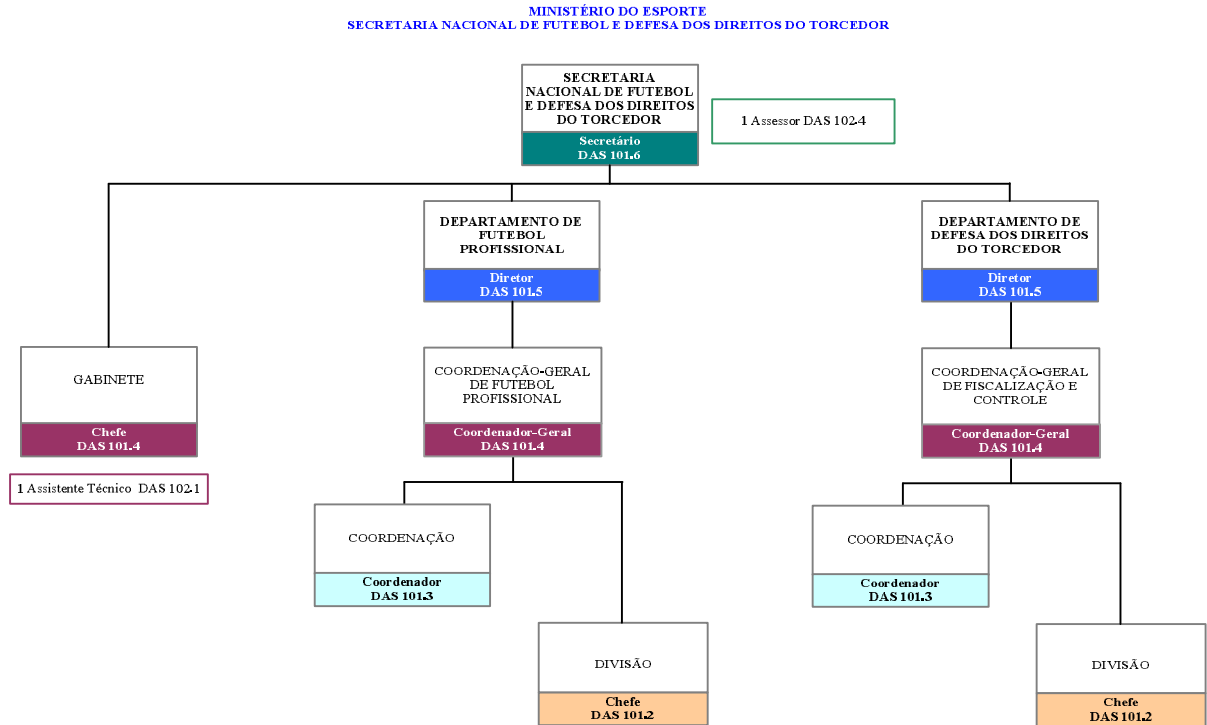 MINISTÉRIO DO ESPORTE
SECRETARIA NACIONAL DE FUTEBOL E DEFESA DOS DIREITOS DO TORCEDOR
SECRETARIA
NACIONAL DE FUTEBOL
E DEFESA DOS DIREITOS
DO TORCEDOR
Secretário
DAS 101.6
1 Assessor DAS 102.4
DEPARTAMENTO DE
FUTEBOL
PROFISSIONAL
Diretor
DAS 101.5
DEPARTAMENTO DE
DEFESA DOS DIREITOS
DO TORCEDOR
Diretor
DAS 101.5
GABINETE
Chefe
DAS 101.4
1 Assistente Técnico DAS 102.1
COORDENAÇÃO-GERAL
DE FUTEBOL
PROFISSIONAL
Coordenador-Geral
DAS 101.4
COORDENAÇÃO-GERAL
DE FISCALIZAÇÃO E
CONTROLE
Coordenador-Geral
DAS 101.4
COORDENAÇÃO
Coordenador
DAS 101.3
DIVISÃO
Chefe
DAS 101.2
COORDENAÇÃO
Coordenador
DAS 101.3
DIVISÃO
Chefe
DAS 101.2